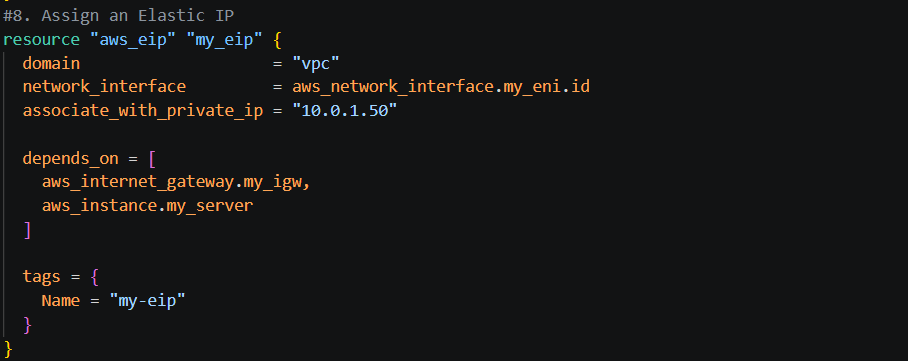 #8. Assign an Elastic IP
resource "aws_eip" "my_eip" {
  domain                    = "vpc"
  network_interface         = aws_network_interface.my_eni.id
  associate_with_private_ip = "10.0.1.50"

  depends_on = [
    aws_internet_gateway.my_igw,
    aws_instance.my_server
  ]

  tags = {
    Name = "my-eip"
  }
}